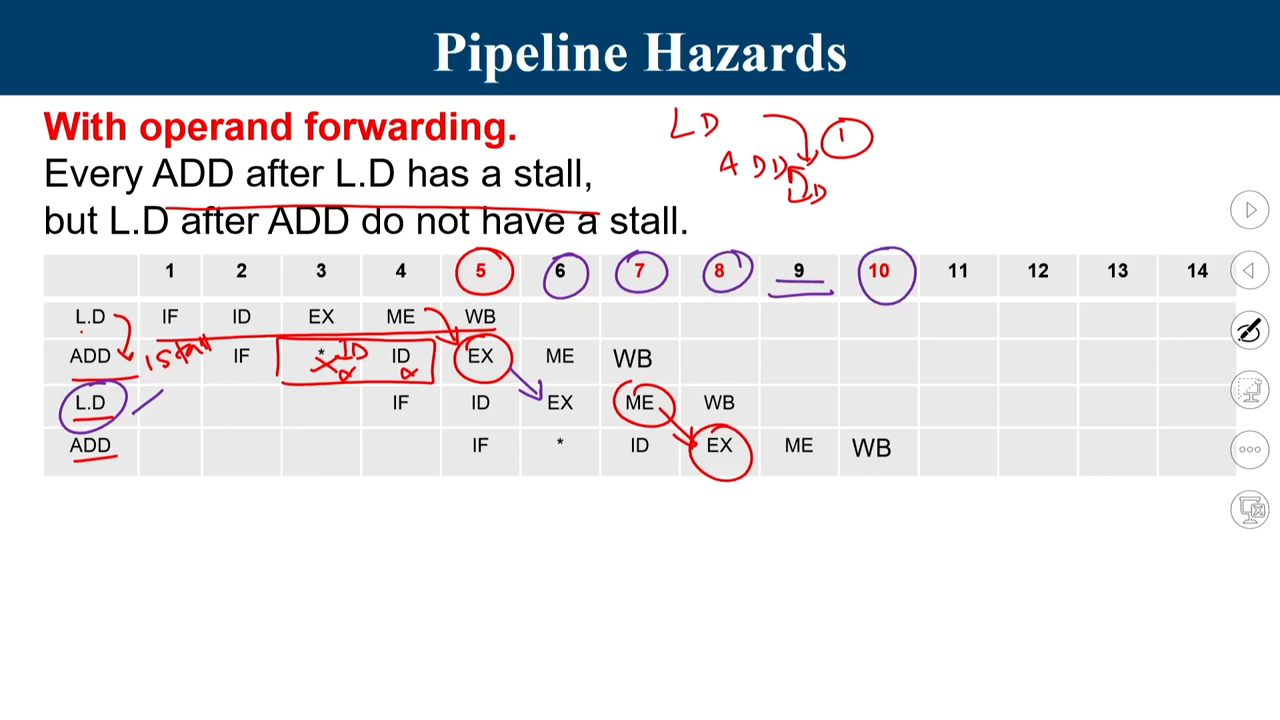 Pipeline Hazards
With operand forwarding.
Every ADD after L.D has a stall,
but L.D after ADD do not have a stall.
LD
1
ADD
LD
1 2 3 4 5 6 7 8 9 10 11 12 13 14
L.D IF ID EX ME WB
ADD 1 stall IF * ID ID EX ME WB
L.D IF ID EX ME WB
ADD IF * ID EX ME WB